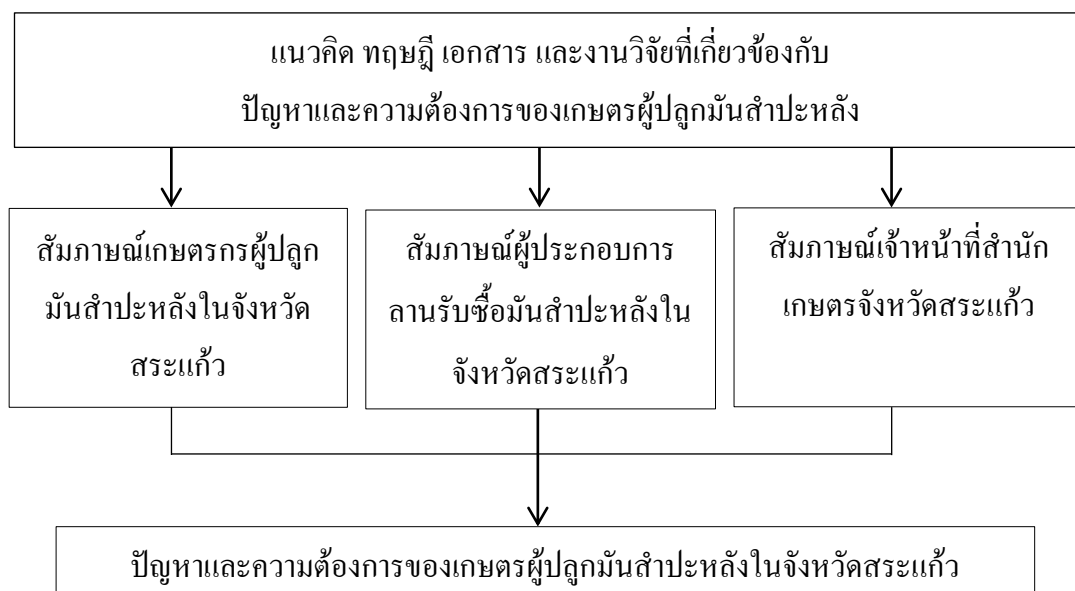 แนวคิด ทฤษฎี เอกสาร และงานวิจัยที่เกี่ยวข้องกับ
ปัญหาและความต้องการของเกษตรผู้ปลูกมันสำปะหลัง
สัมภาษณ์เกษตรกรผู้ปลูก
มันสำปะหลังในจังหวัด
สระแก้ว
สัมภาษณ์ผู้ประกอบการ
ลานรับซื้อมันสำปะหลังใน
จังหวัดสระแก้ว
สัมภาษณ์เจ้าหน้าที่สำนัก
เกษตรจังหวัดสระแก้ว
ปัญหาและความต้องการของเกษตรผู้ปลูกมันสำปะหลังในจังหวัดสระแก้ว